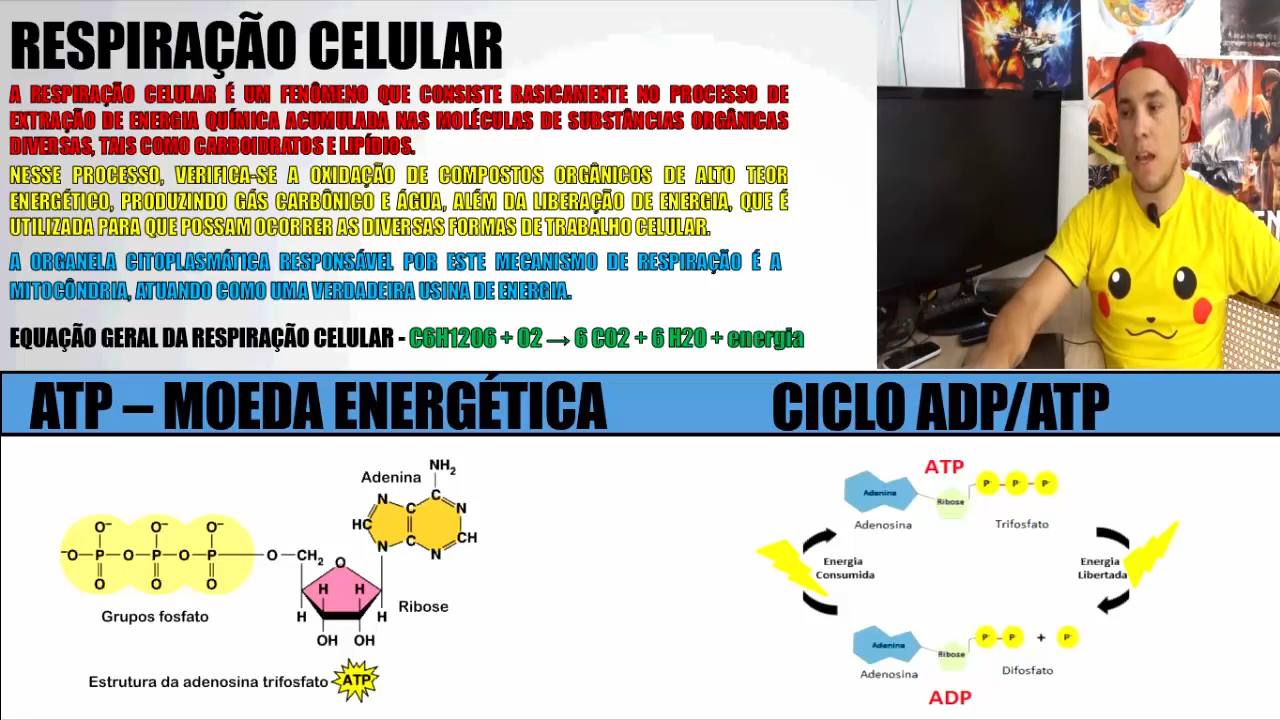 RESPIRAÇÃO CELULAR
A RESPIRAÇÃO CELULAR É UM FENÔMENO QUE CONSISTE BASICAMENTE NO PROCESSO DE
EXTRAÇÃO DE ENERGIA QUÍMICA ACUMULADA NAS MOLÉCULAS DE SUBSTÂNCIAS ORGÂNICAS
DIVERSAS, TAIS COMO CARBOIDRATOS E LIPÍDIOS.
NESSE PROCESSO, VERIFICA-SE A OXIDAÇÃO DE COMPOSTOS ORGÂNICOS DE ALTO TEOR
ENERGÉTICO, PRODUZINDO GÁS CARBÔNICO E ÁGUA, ALÉM DA LIBERAÇÃO DE ENERGIA, QUE É
UTILIZADA PARA QUE POSSAM OCORRER AS DIVERSAS FORMAS DE TRABALHO CELULAR.
A ORGANELA CITOPLASMÁTICA RESPONSÁVEL POR ESTE MECANISMO DE RESPIRAÇÃO É A
MITOCÔNDRIA, ATUANDO COMO UMA VERDADEIRA USINA DE ENERGIA.
EQUAÇÃO GERAL DA RESPIRAÇÃO CELULAR - C6H12O6 + O2 → 6 CO2 + 6 H2O + energia
ATP – MOEDA ENERGÉTICA
Adenina
NH2
N
C
C
N
HC
C
CH
N
N
O⁻ O⁻ O⁻
⁻O–P–O–P–O–P–O–CH2
O
O O O
H H
H H
OH OH
Grupos fosfato
Ribose
Estrutura da adenosina trifosfato ATP
CICLO ADP/ATP
ATP
Adenina
Ribose
P P P
Adenosina
Trifosfato
Energia
Consumida
Energia
Libertada
Adenina
Ribose
P P + P
Adenosina
Difosfato
ADP